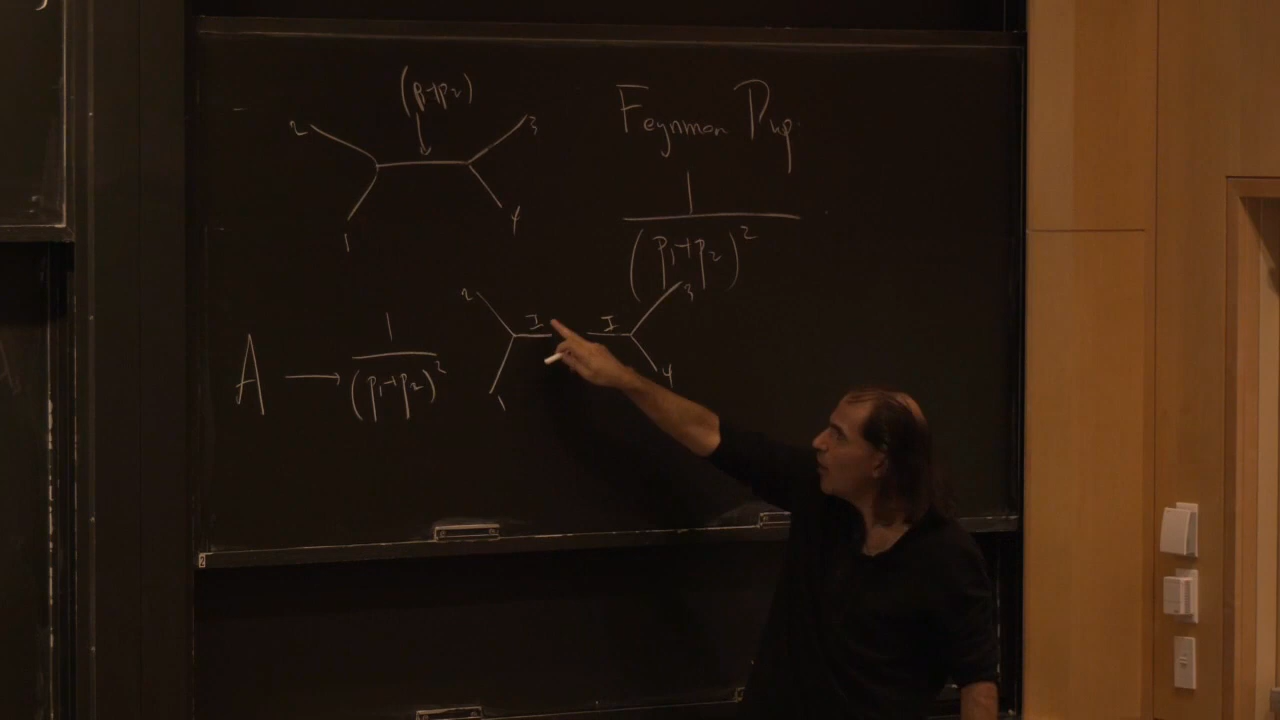 (p₁+p₂)
2 3
1 4
Feynman Prop.
1
(p₁+p₂)²
A → 1
(p₁+p₂)²
2 I I 3
1 4
2